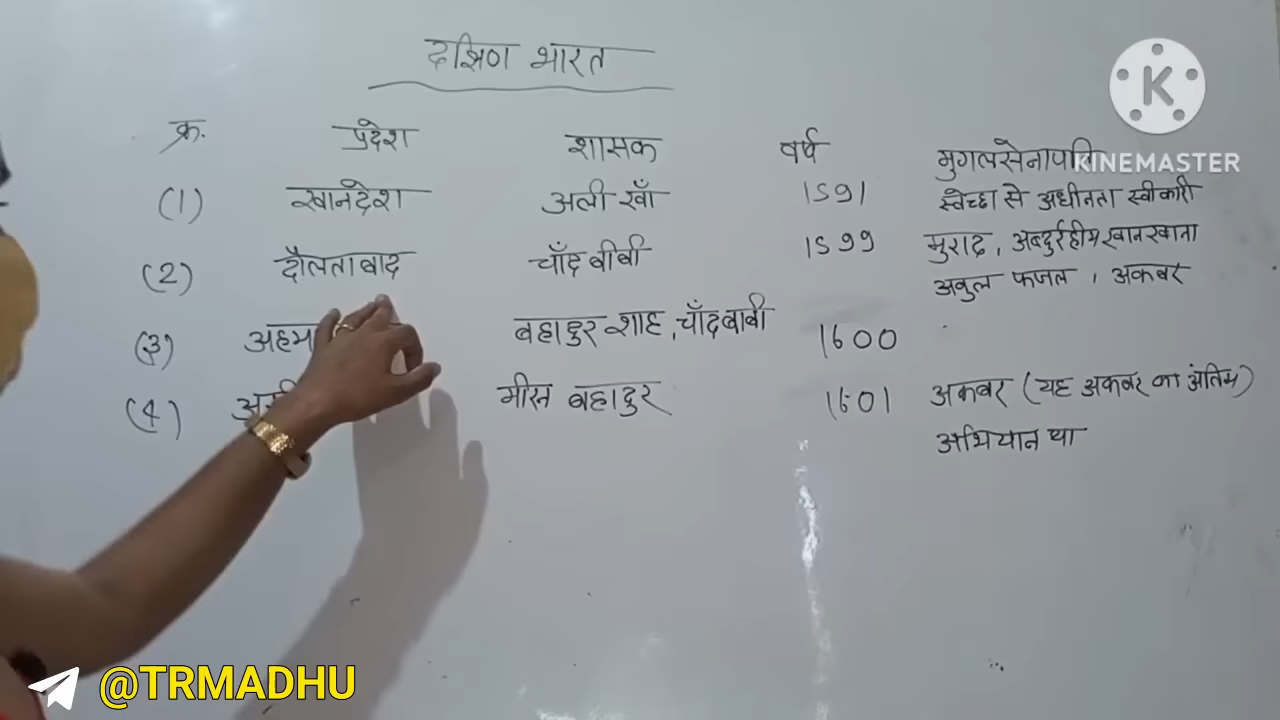 दक्षिण भारत
क्र. प्रदेश शासक वर्ष मुगलसेनापति
(1) खानदेश अली खाँ 1591 स्वेच्छा से अधीनता स्वीकारी
(2) दौलताबाद चाँद बीबी 1599 मुराद, अब्दुर्रहीम खानखाना
अबुल फजल, अकबर
(3) बहादुर शाह, चाँदबीबी 1600
(4) मीरन बहादुर 1601 अकबर (यह अकबर का अंतिम)
अभियान था
K
KINEMASTER
@TRMADHU